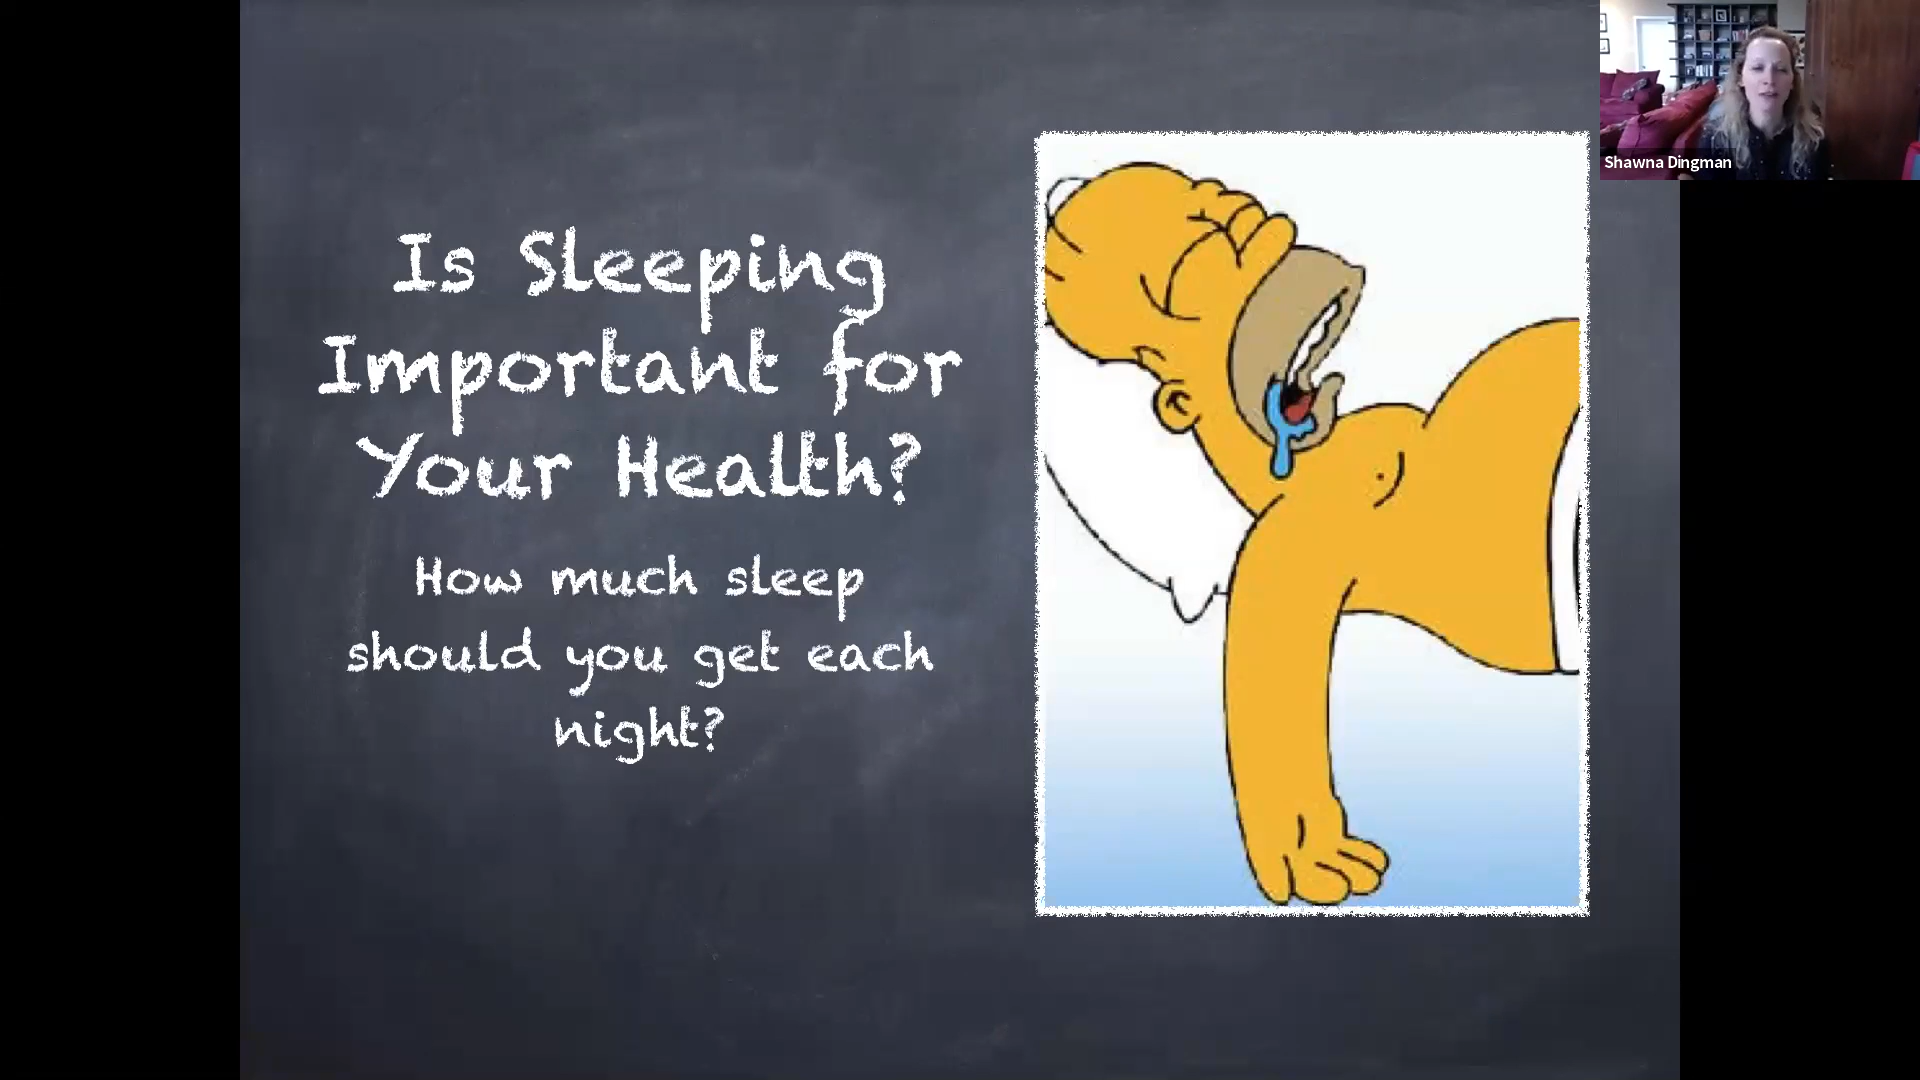 Is Sleeping
Important for
Your Health?
How much sleep
should you get each
night?
Shawna Dingman